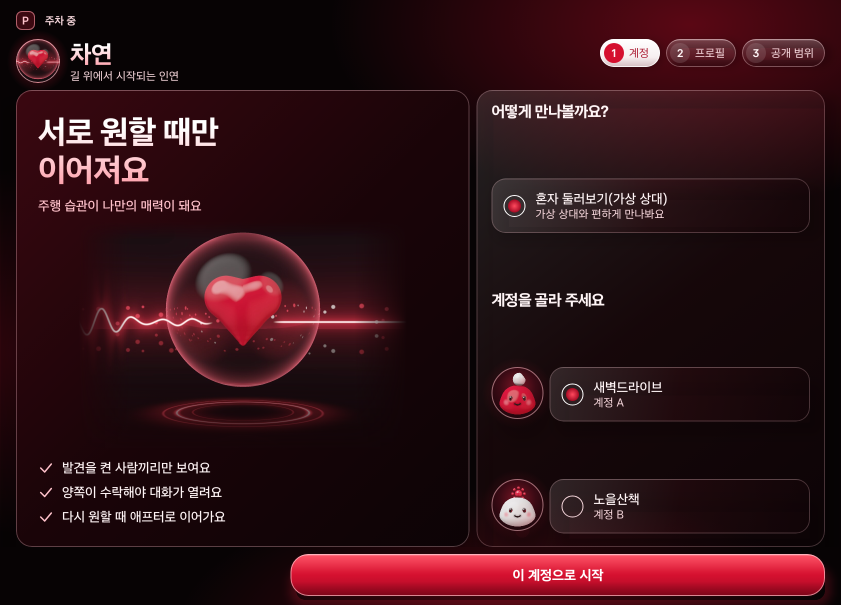 P 주차 중
차연
길 위에서 시작되는 인연
1 계정
2 프로필
3 공개 범위
서로 원할 때만
이어져요
주행 습관이 나만의 매력이 돼요
발견을 켠 사람끼리만 보여요
양쪽이 수락해야 대화가 열려요
다시 원할 때 애프터로 이어가요
어떻게 만나볼까요?
혼자 둘러보기(가상 상대)
가상 상대와 편하게 만나봐요
계정을 골라 주세요
새벽드라이브
계정 A
노을산책
계정 B
이 계정으로 시작